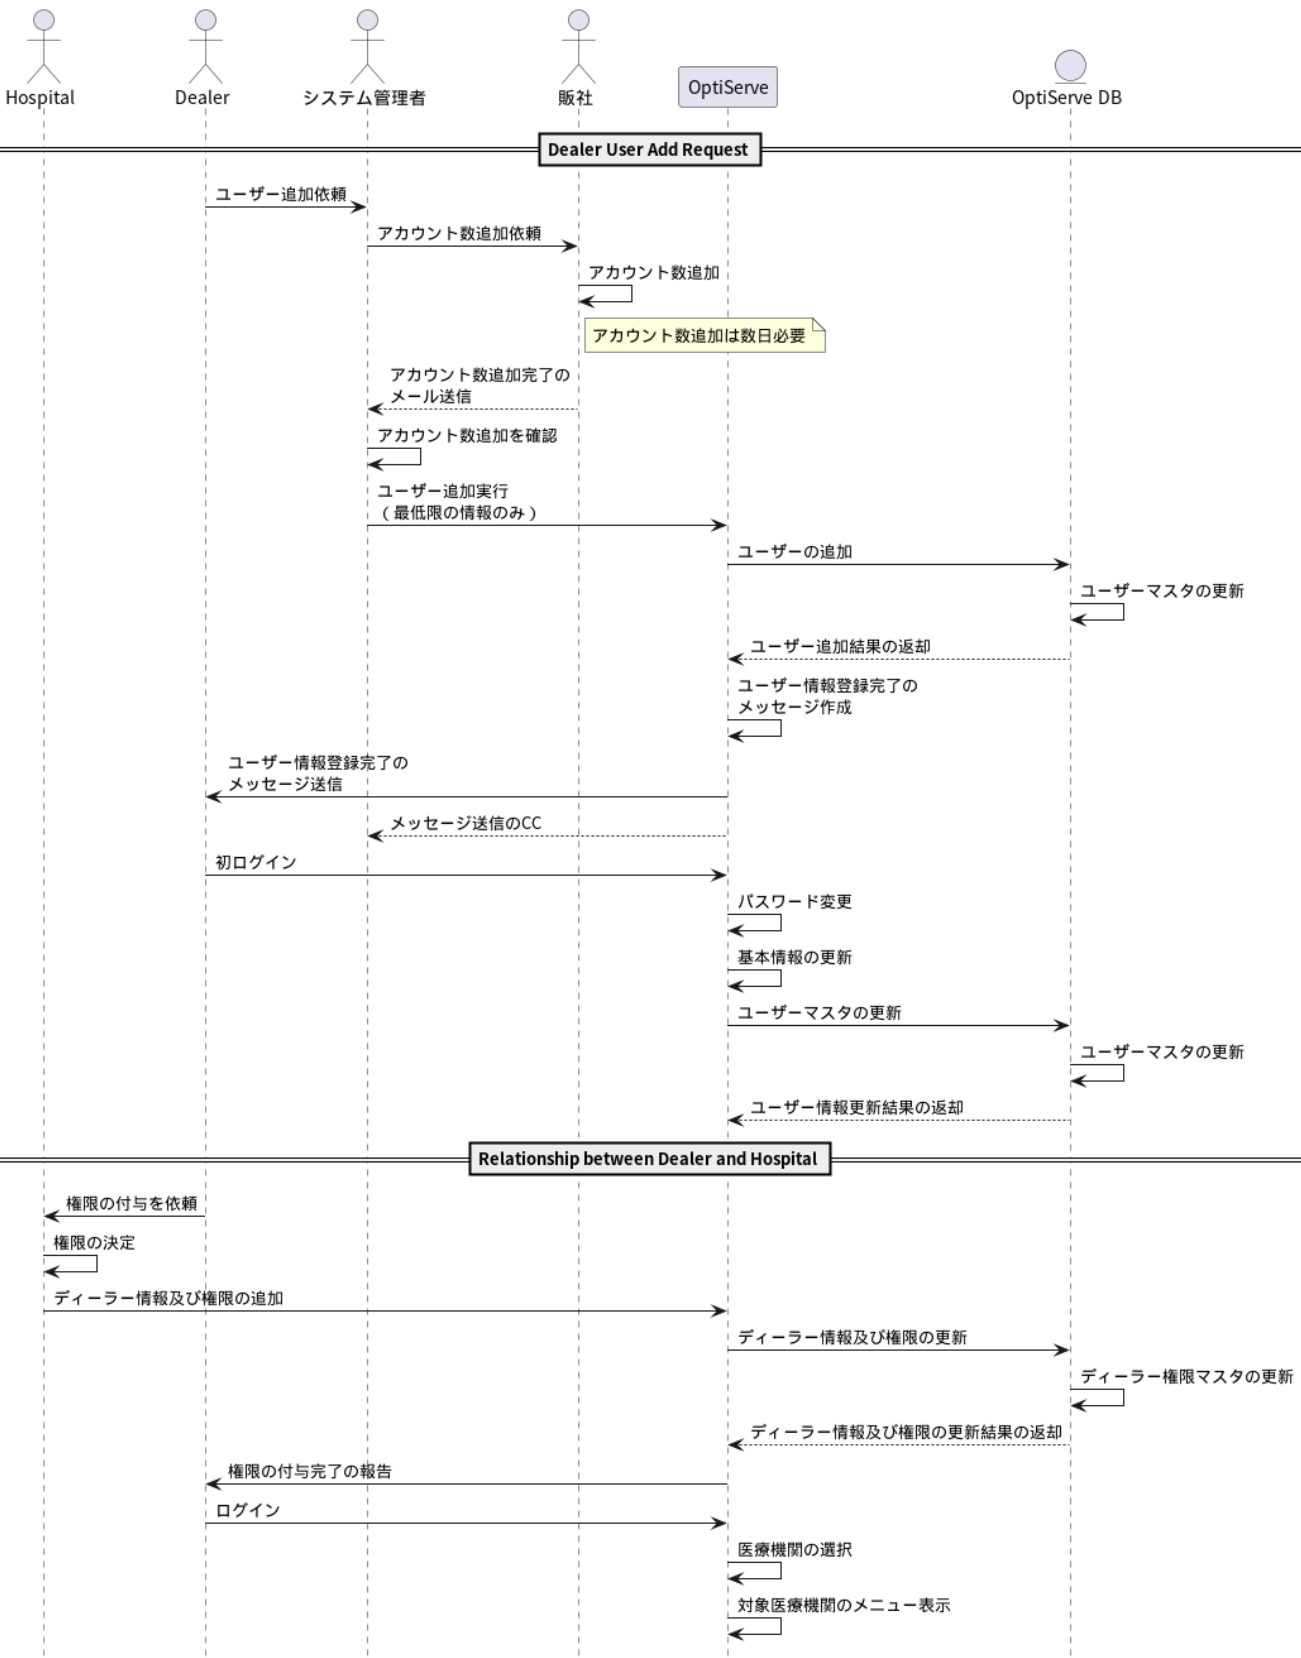 Hospital
Dealer
システム管理者
販社
OptiServe
OptiServe DB
Dealer User Add Request
ユーザー追加依頼
アカウント数追加依頼
アカウント数追加
アカウント数追加は数日必要
アカウント数追加完了の
メール送信
アカウント数追加を確認
ユーザー追加実行
（最低限の情報のみ）
ユーザーの追加
ユーザーマスタの更新
ユーザー追加結果の返却
ユーザー情報登録完了の
メッセージ作成
ユーザー情報登録完了の
メッセージ送信
メッセージ送信のCC
初ログイン
パスワード変更
基本情報の更新
ユーザーマスタの更新
ユーザーマスタの更新
ユーザー情報更新結果の返却
Relationship between Dealer and Hospital
権限の付与を依頼
権限の決定
ディーラー情報及び権限の追加
ディーラー情報及び権限の更新
ディーラー権限マスタの更新
ディーラー情報及び権限の更新結果の返却
権限の付与完了の報告
ログイン
医療機関の選択
対象医療機関のメニュー表示